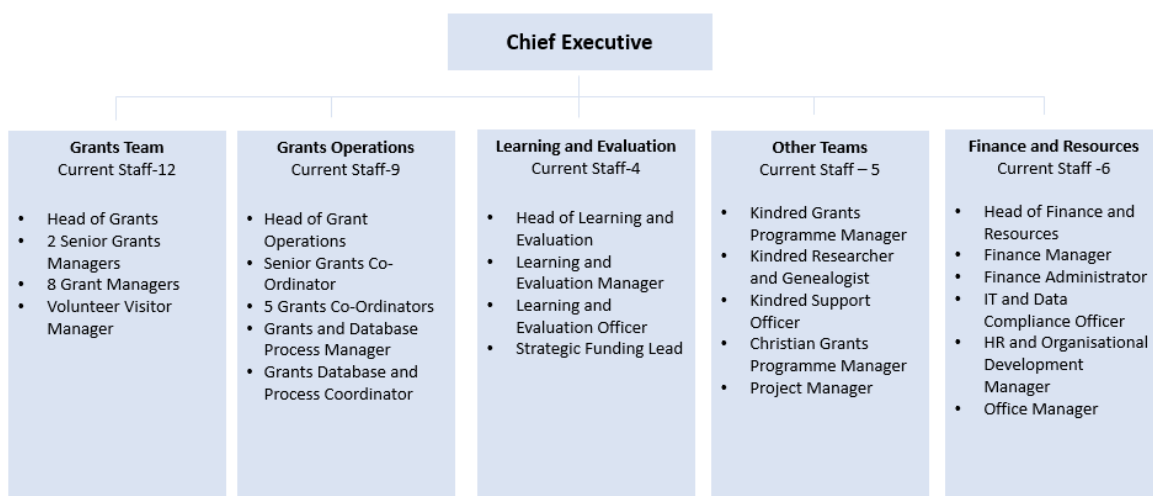 Chief Executive
Grants Team
Current Staff-12
• Head of Grants
• 2 Senior Grants
Managers
• 8 Grant Managers
• Volunteer Visitor
Manager
Grants Operations
Current Staff-9
• Head of Grant
Operations
• Senior Grants Co-
Ordinator
• 5 Grants Co-Ordinators
• Grants and Database
Process Manager
• Grants Database and
Process Coordinator
Learning and Evaluation
Current Staff-4
• Head of Learning and
Evaluation
• Learning and
Evaluation Manager
• Learning and
Evaluation Officer
• Strategic Funding Lead
Other Teams
Current Staff – 5
• Kindred Grants
Programme Manager
• Kindred Researcher
and Genealogist
• Kindred Support
Officer
• Christian Grants
Programme Manager
• Project Manager
Finance and Resources
Current Staff -6
• Head of Finance and
Resources
• Finance Manager
• Finance Administrator
• IT and Data
Compliance Officer
• HR and Organisational
Development
Manager
• Office Manager